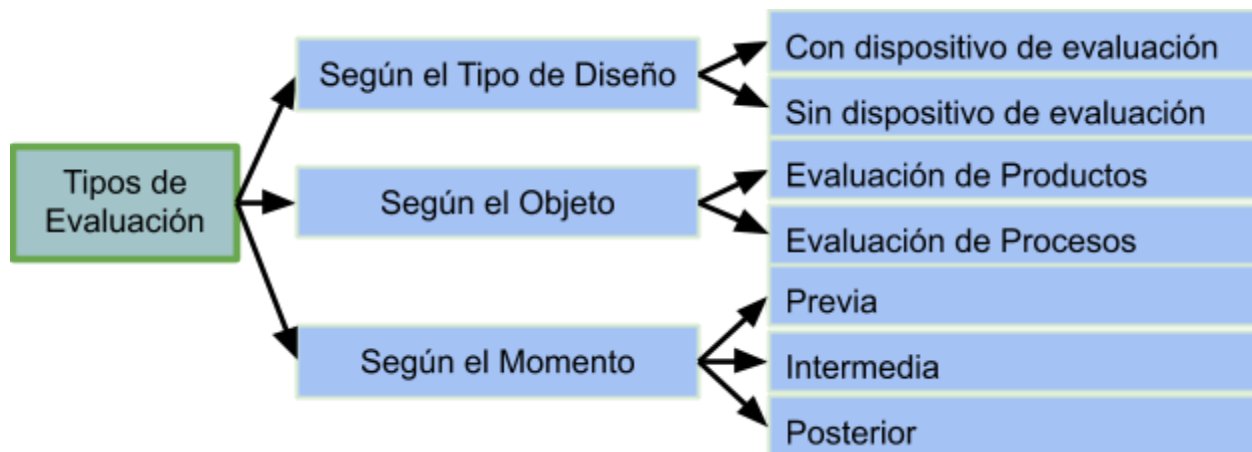 Tipos de
Evaluación
Según el Tipo de Diseño
Con dispositivo de evaluación
Sin dispositivo de evaluación
Según el Objeto
Evaluación de Productos
Evaluación de Procesos
Según el Momento
Previa
Intermedia
Posterior